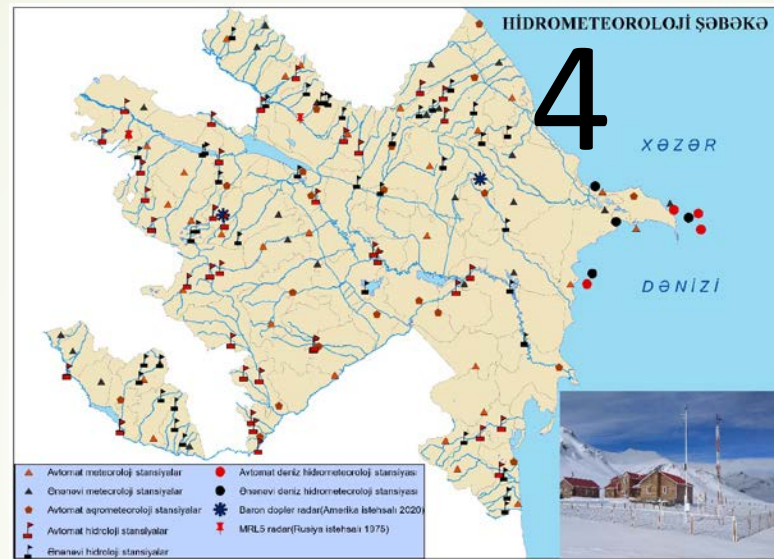 HİDROMETEOROLOJİ ŞƏBƏKƏ
4
XƏZƏR
DƏNİZİ
Avtomat meteoroloji stansiyalar
Ənənəvi meteoroloji stansiyalar
Avtomat aqrometeoroloji stansiyalar
Avtomat hidroloji stansiyalar
Ənənəvi hidroloji stansiyalar
Avtomat dəniz hidrometeoroloji stansiyası
Ənənəvi dəniz hidrometeoroloji stansiyası
Baron dopler radar(Amerika istehsalı 2020)
MRL5 radar(Rusiya istehsalı 1975)